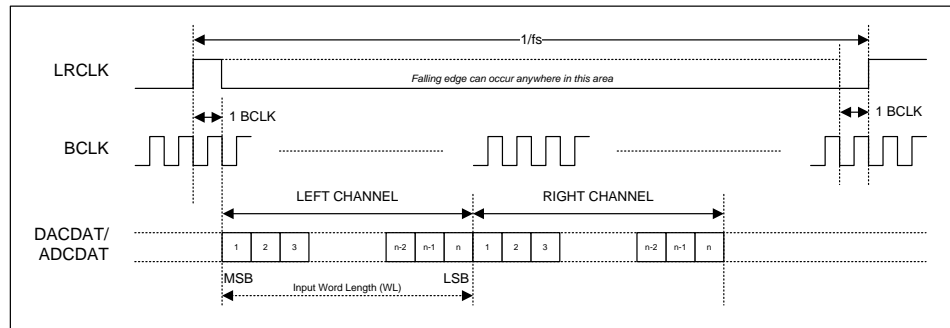 1/fs
LRCLK
Falling edge can occur anywhere in this area
1 BCLK
1 BCLK
BCLK
LEFT CHANNEL
RIGHT CHANNEL
DACDAT/
ADCDAT
1 2 3 n-2 n-1 n 1 2 3 n-2 n-1 n
MSB
LSB
Input Word Length (WL)